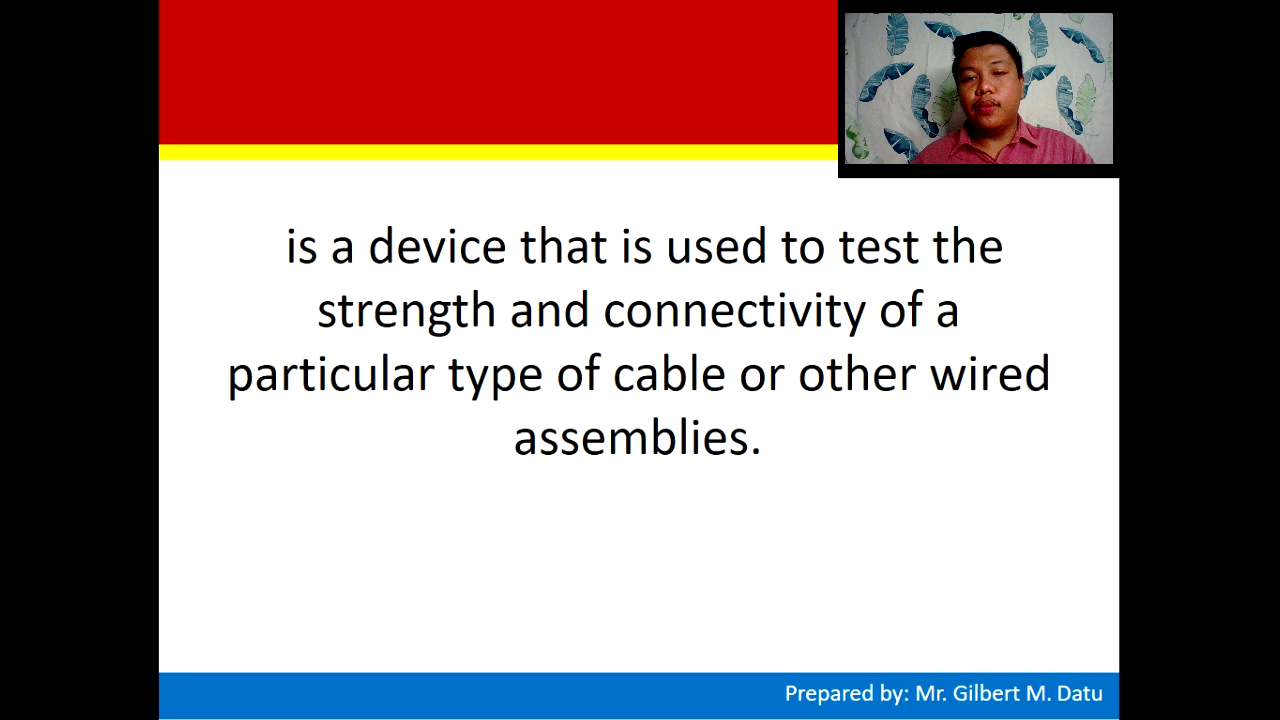 is a device that is used to test the
strength and connectivity of a
particular type of cable or other wired
assemblies.
Prepared by: Mr. Gilbert M. Datu